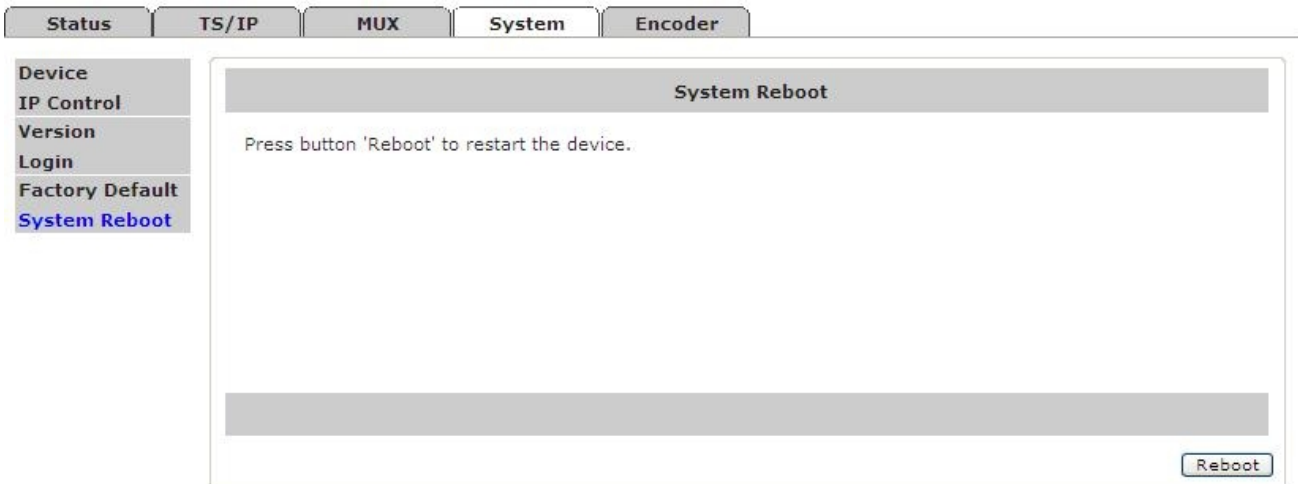 Status TS/IP MUX System Encoder
Device
IP Control
Version
Login
Factory Default
System Reboot
System Reboot
Press button 'Reboot' to restart the device.
Reboot